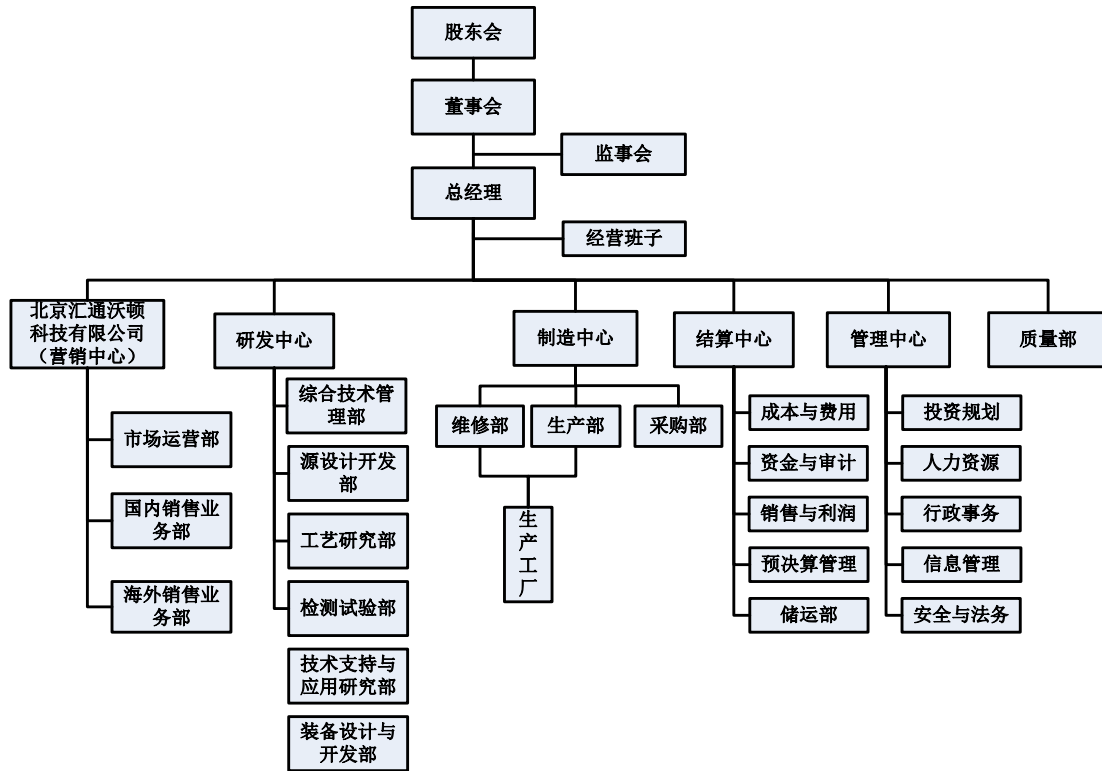 股东会
董事会
监事会
总经理
经营班子
北京汇通沃顿
科技有限公司
（营销中心）
研发中心
制造中心
结算中心
管理中心
质量部
市场运营部
国内销售业
务部
海外销售业
务部
综合技术管
理部
源设计开发
部
工艺研究部
检测试验部
技术支持与
应用研究部
装备设计与
开发部
维修部
生产部
采购部
生
产
工
厂
成本与费用
资金与审计
销售与利润
预决算管理
储运部
投资规划
人力资源
行政事务
信息管理
安全与法务